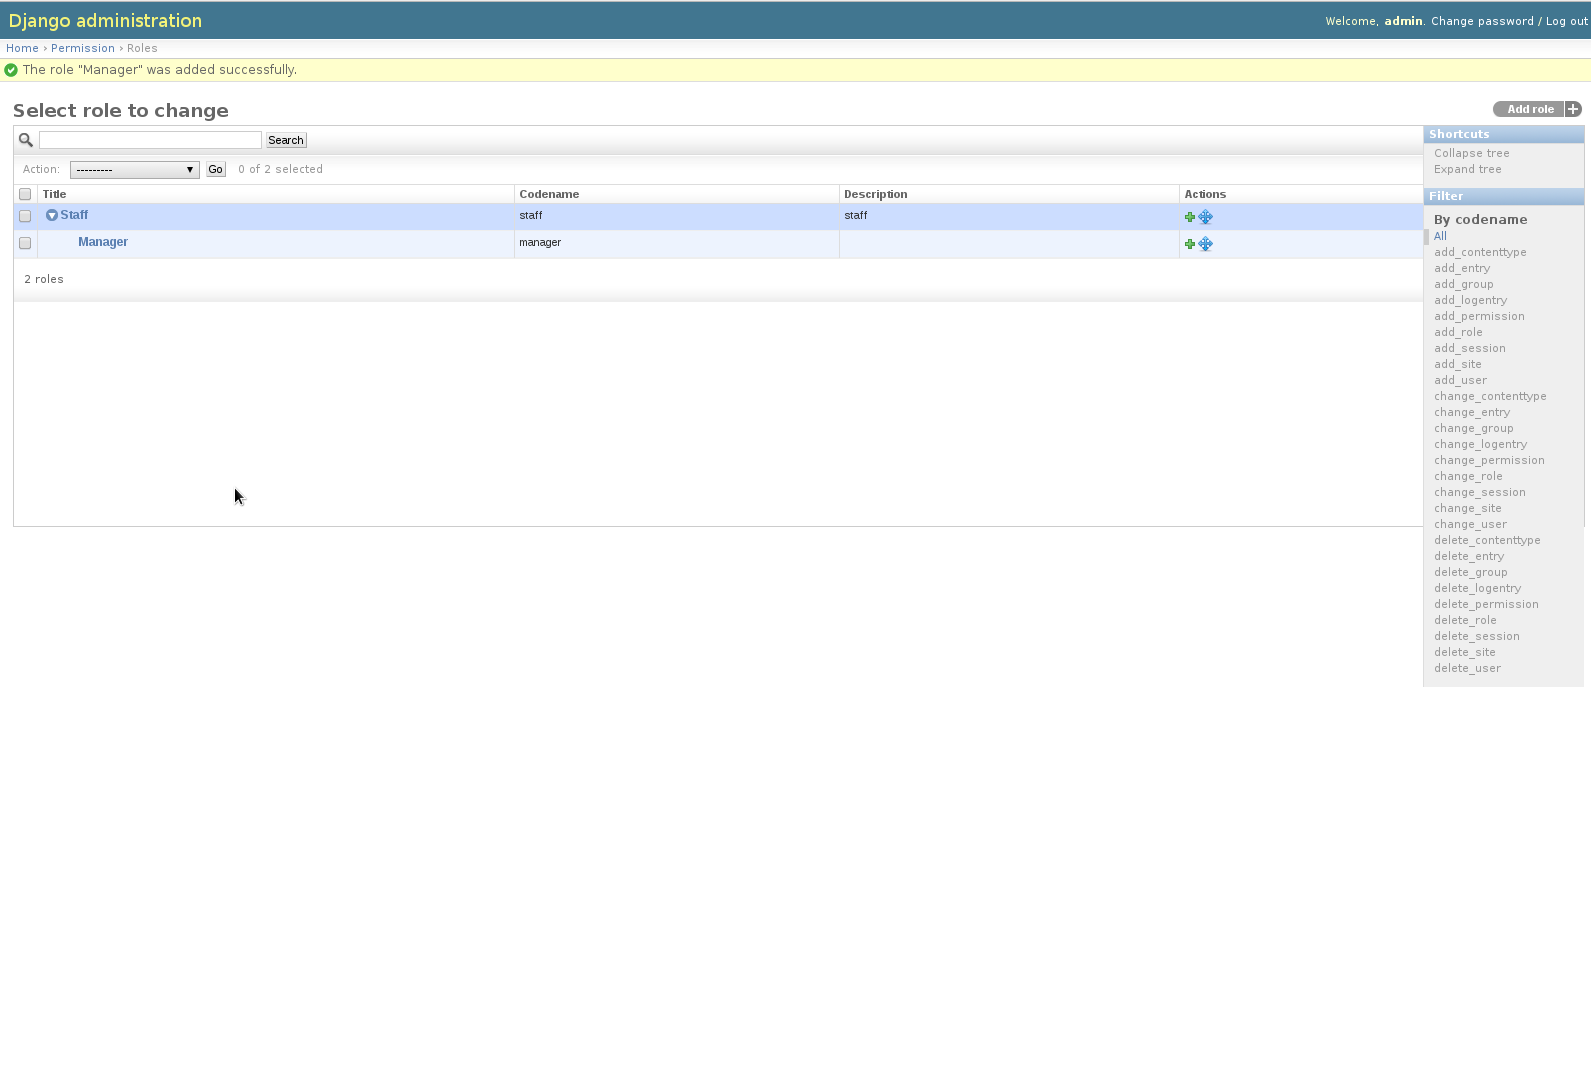 Django administration
Welcome, admin. Change password / Log out
Home › Permission › Roles
The role "Manager" was added successfully.
Select role to change
Add role
Search
Action: --------- Go 0 of 2 selected
Title Codename Description Actions
Staff staff staff
Manager manager
2 roles
Shortcuts
Collapse tree
Expand tree
Filter
By codename
All
add_contenttype
add_entry
add_group
add_logentry
add_permission
add_role
add_session
add_site
add_user
change_contenttype
change_entry
change_group
change_logentry
change_permission
change_role
change_session
change_site
change_user
delete_contenttype
delete_entry
delete_group
delete_logentry
delete_permission
delete_role
delete_session
delete_site
delete_user